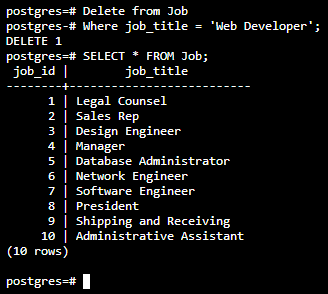 postgres=# Delete from Job
postgres-# Where job_title = 'Web Developer';
DELETE 1
postgres=# SELECT * FROM Job;
 job_id |        job_title
--------+--------------------------
      1 | Legal Counsel
      2 | Sales Rep
      3 | Design Engineer
      4 | Manager
      5 | Database Administrator
      6 | Network Engineer
      7 | Software Engineer
      8 | President
      9 | Shipping and Receiving
     10 | Administrative Assistant
(10 rows)
postgres=#